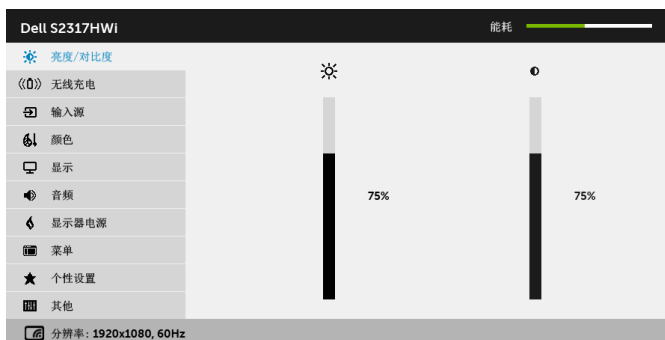 Dell S2317HWi 能耗
亮度/对比度
无线充电
输入源
颜色
显示
音频
75% 75%
显示器电源
菜单
个性设置
其他
分辨率: 1920x1080, 60Hz